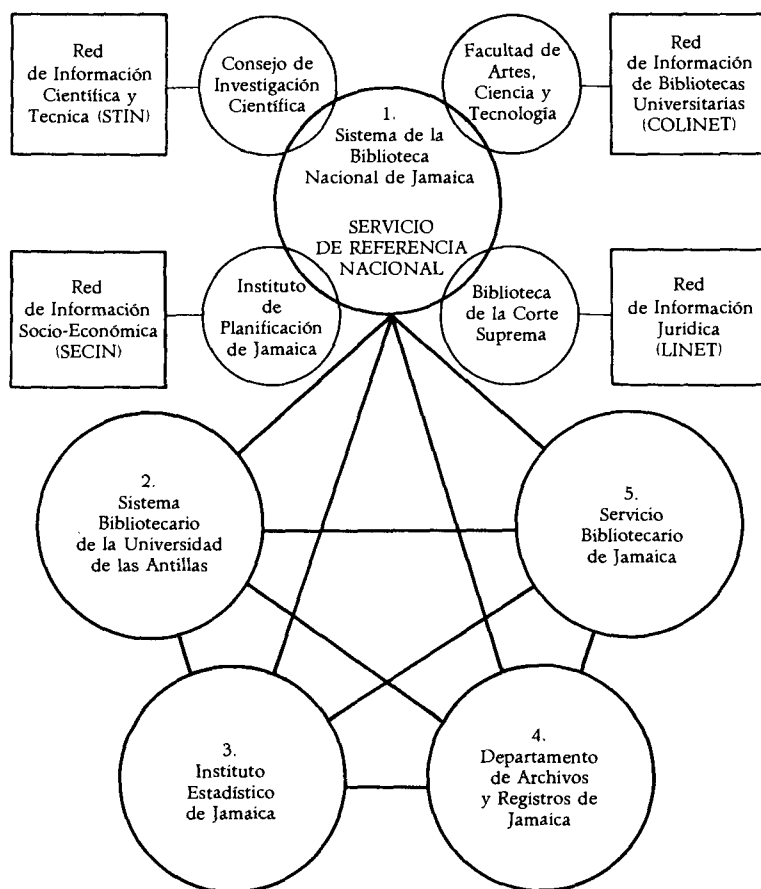 Red
de Información
Científica y
Tecnica (STIN)
Consejo de
Investigación
Científica
Facultad de
Artes,
Ciencia y
Tecnología
Red
de Información
de Bibliotecas
Universitarias
(COLINET)
1.
Sistema de la
Biblioteca
Nacional de Jamaica
SERVICIO
DE REFERENCIA
NACIONAL
Red
de Información
Socio-Económica
(SECIN)
Instituto
de
Planificación
de Jamaica
Biblioteca
de la Corte
Suprema
Red
de Información
Jurídica
(LINET)
2.
Sistema
Bibliotecario
de la Universidad
de las Antillas
5.
Servicio
Bibliotecario
de Jamaica
3.
Instituto
Estadístico
de Jamaica
4.
Departamento
de Archivos
y Registros de
Jamaica